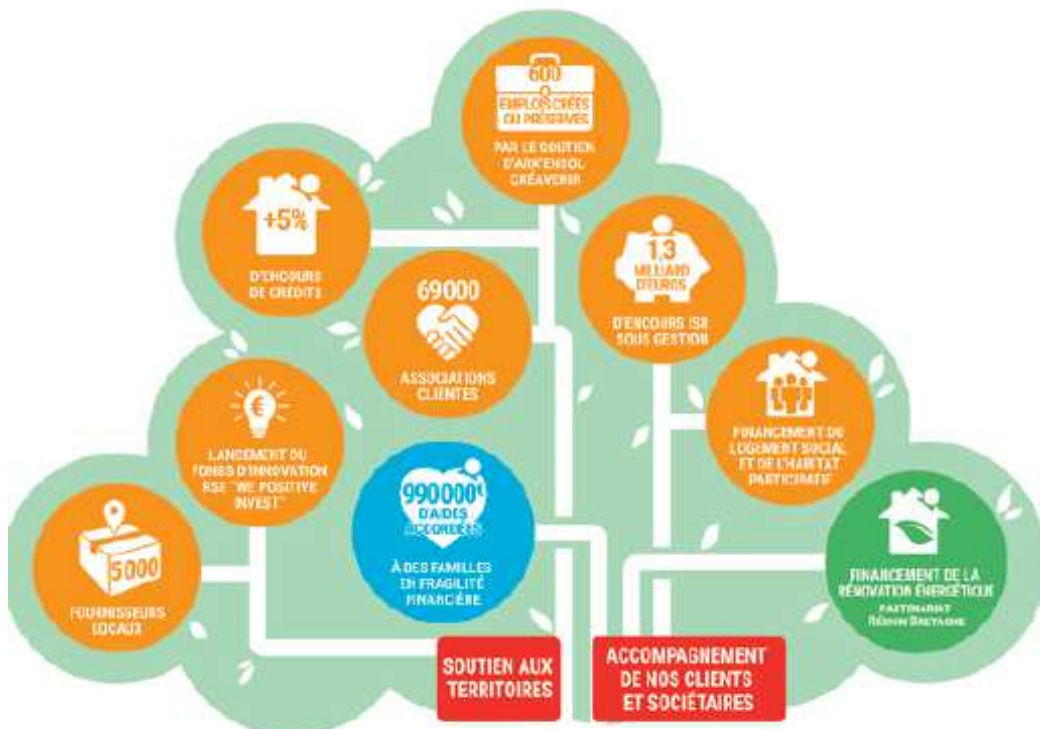 600
EMPLOIS CRÉES
OU PRÉSERVÉS
PAR LE SOUTIEN
D'ARK'ENSOL
CRÉAVENIR
+5%
D'ENCOURS
DE CRÉDITS
1,3
MILLIARD
D'EUROS
D'ENCOURS ISR
SOUS GESTION
69000
ASSOCIATIONS
CLIENTES
€
LANCEMENT DU
FONDS D'INNOVATION
RSE "WE POSITIVE
INVEST"
FINANCEMENT DU
LOGEMENT SOCIAL
ET DE L'HABITAT
PARTICIPATIF
990000€
D'AIDES
ACCORDÉES
À DES FAMILLES
EN FRAGILITÉ
FINANCIÈRE
5000
FOURNISSEURS
LOCAUX
FINANCEMENT DE LA
RÉNOVATION ÉNERGÉTIQUE
PARTENARIAT
RÉGION BRETAGNE
SOUTIEN AUX
TERRITOIRES
ACCOMPAGNEMENT
DE NOS CLIENTS
ET SOCIÉTAIRES